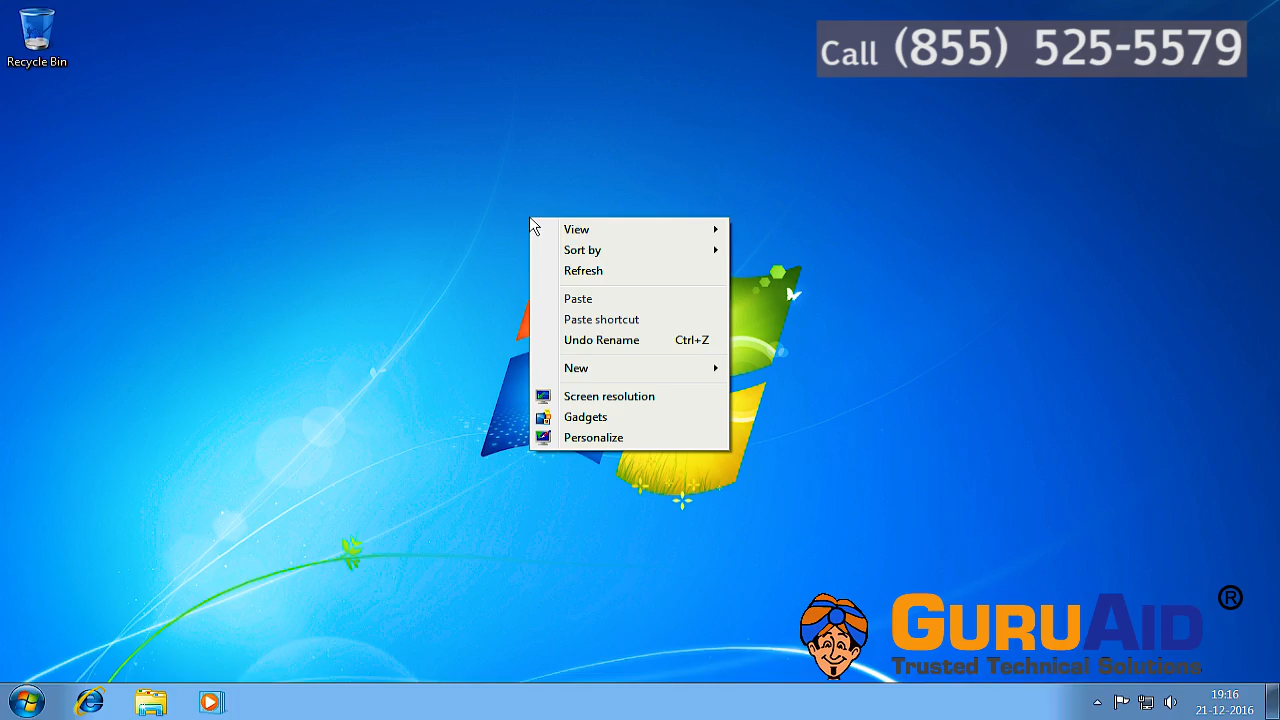 Recycle Bin
Call (855) 525-5579
View
Sort by
Refresh
Paste
Paste shortcut
Undo Rename Ctrl+Z
New
Screen resolution
Gadgets
Personalize
GURUAID ®
Trusted Technical Solutions
19:16
21-12-2016